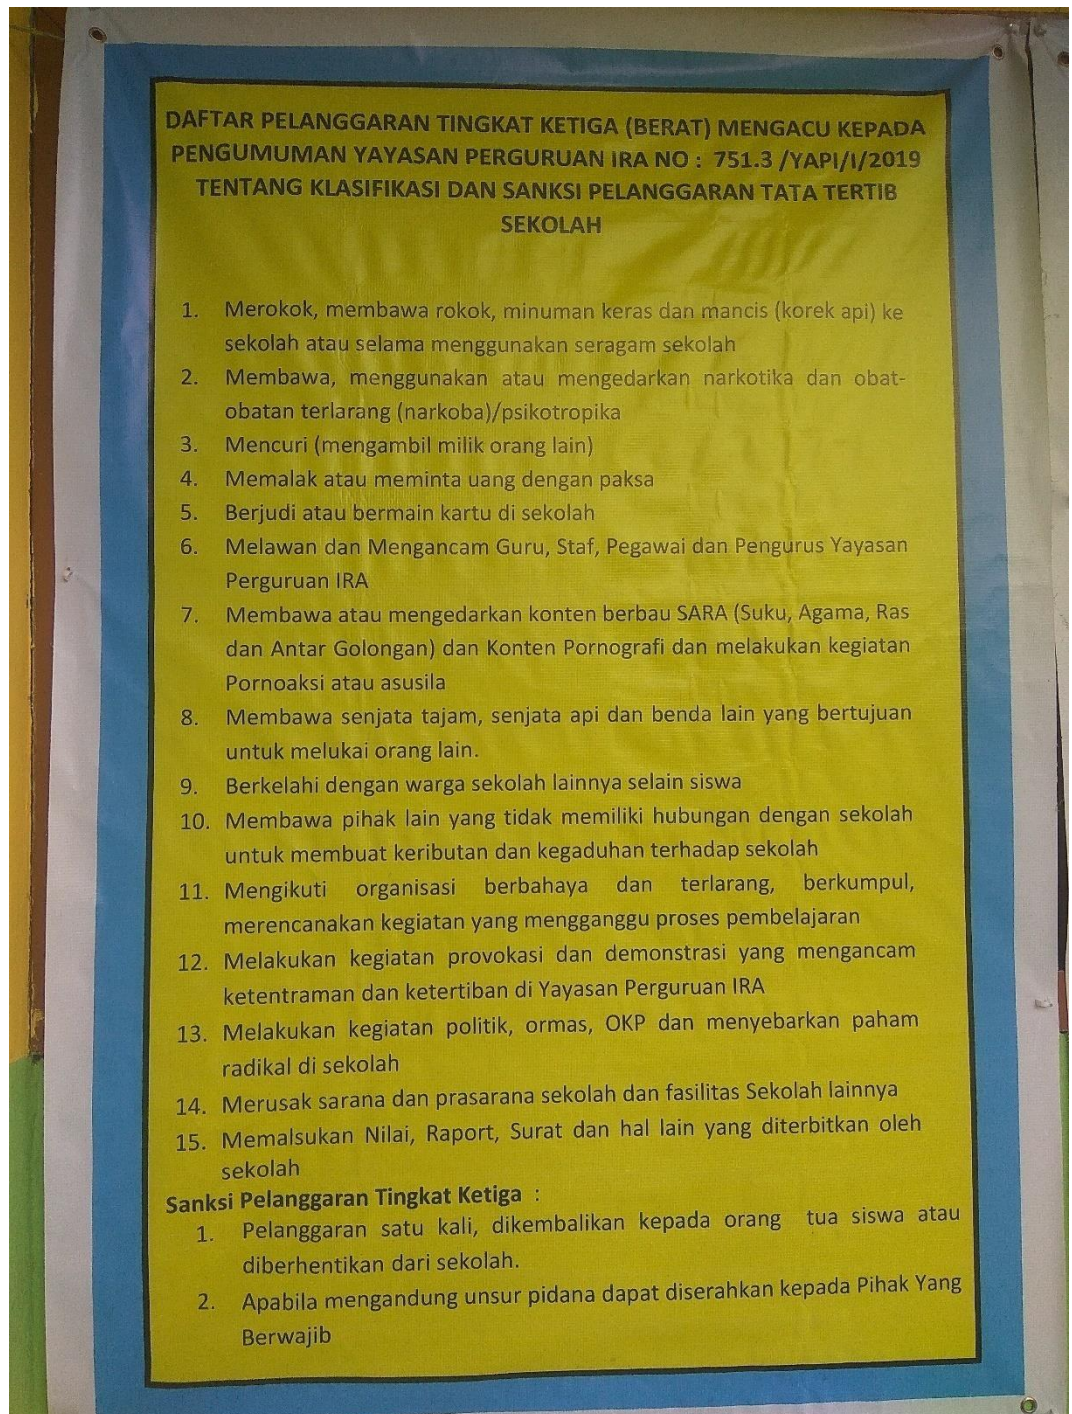 DAFTAR PELANGGARAN TINGKAT KETIGA (BERAT) MENGACU KEPADA
PENGUMUMAN YAYASAN PERGURUAN IRA NO : 751.3 /YAPI/I/2019
TENTANG KLASIFIKASI DAN SANKSI PELANGGARAN TATA TERTIB
SEKOLAH
1. Merokok, membawa rokok, minuman keras dan mancis (korek api) ke
sekolah atau selama menggunakan seragam sekolah
2. Membawa, menggunakan atau mengedarkan narkotika dan obat-
obatan terlarang (narkoba)/psikotropika
3. Mencuri (mengambil milik orang lain)
4. Memalak atau meminta uang dengan paksa
5. Berjudi atau bermain kartu di sekolah
6. Melawan dan Mengancam Guru, Staf, Pegawai dan Pengurus Yayasan
Perguruan IRA
7. Membawa atau mengedarkan konten berbau SARA (Suku, Agama, Ras
dan Antar Golongan) dan Konten Pornografi dan melakukan kegiatan
Pornoaksi atau asusila
8. Membawa senjata tajam, senjata api dan benda lain yang bertujuan
untuk melukai orang lain.
9. Berkelahi dengan warga sekolah lainnya selain siswa
10. Membawa pihak lain yang tidak memiliki hubungan dengan sekolah
untuk membuat keributan dan kegaduhan terhadap sekolah
11. Mengikuti organisasi berbahaya dan terlarang, berkumpul,
merencanakan kegiatan yang mengganggu proses pembelajaran
12. Melakukan kegiatan provokasi dan demonstrasi yang mengancam
ketentraman dan ketertiban di Yayasan Perguruan IRA
13. Melakukan kegiatan politik, ormas, OKP dan menyebarkan paham
radikal di sekolah
14. Merusak sarana dan prasarana sekolah dan fasilitas Sekolah lainnya
15. Memalsukan Nilai, Raport, Surat dan hal lain yang diterbitkan oleh
sekolah
Sanksi Pelanggaran Tingkat Ketiga :
1. Pelanggaran satu kali, dikembalikan kepada orang tua siswa atau
diberhentikan dari sekolah.
2. Apabila mengandung unsur pidana dapat diserahkan kepada Pihak Yang
Berwajib